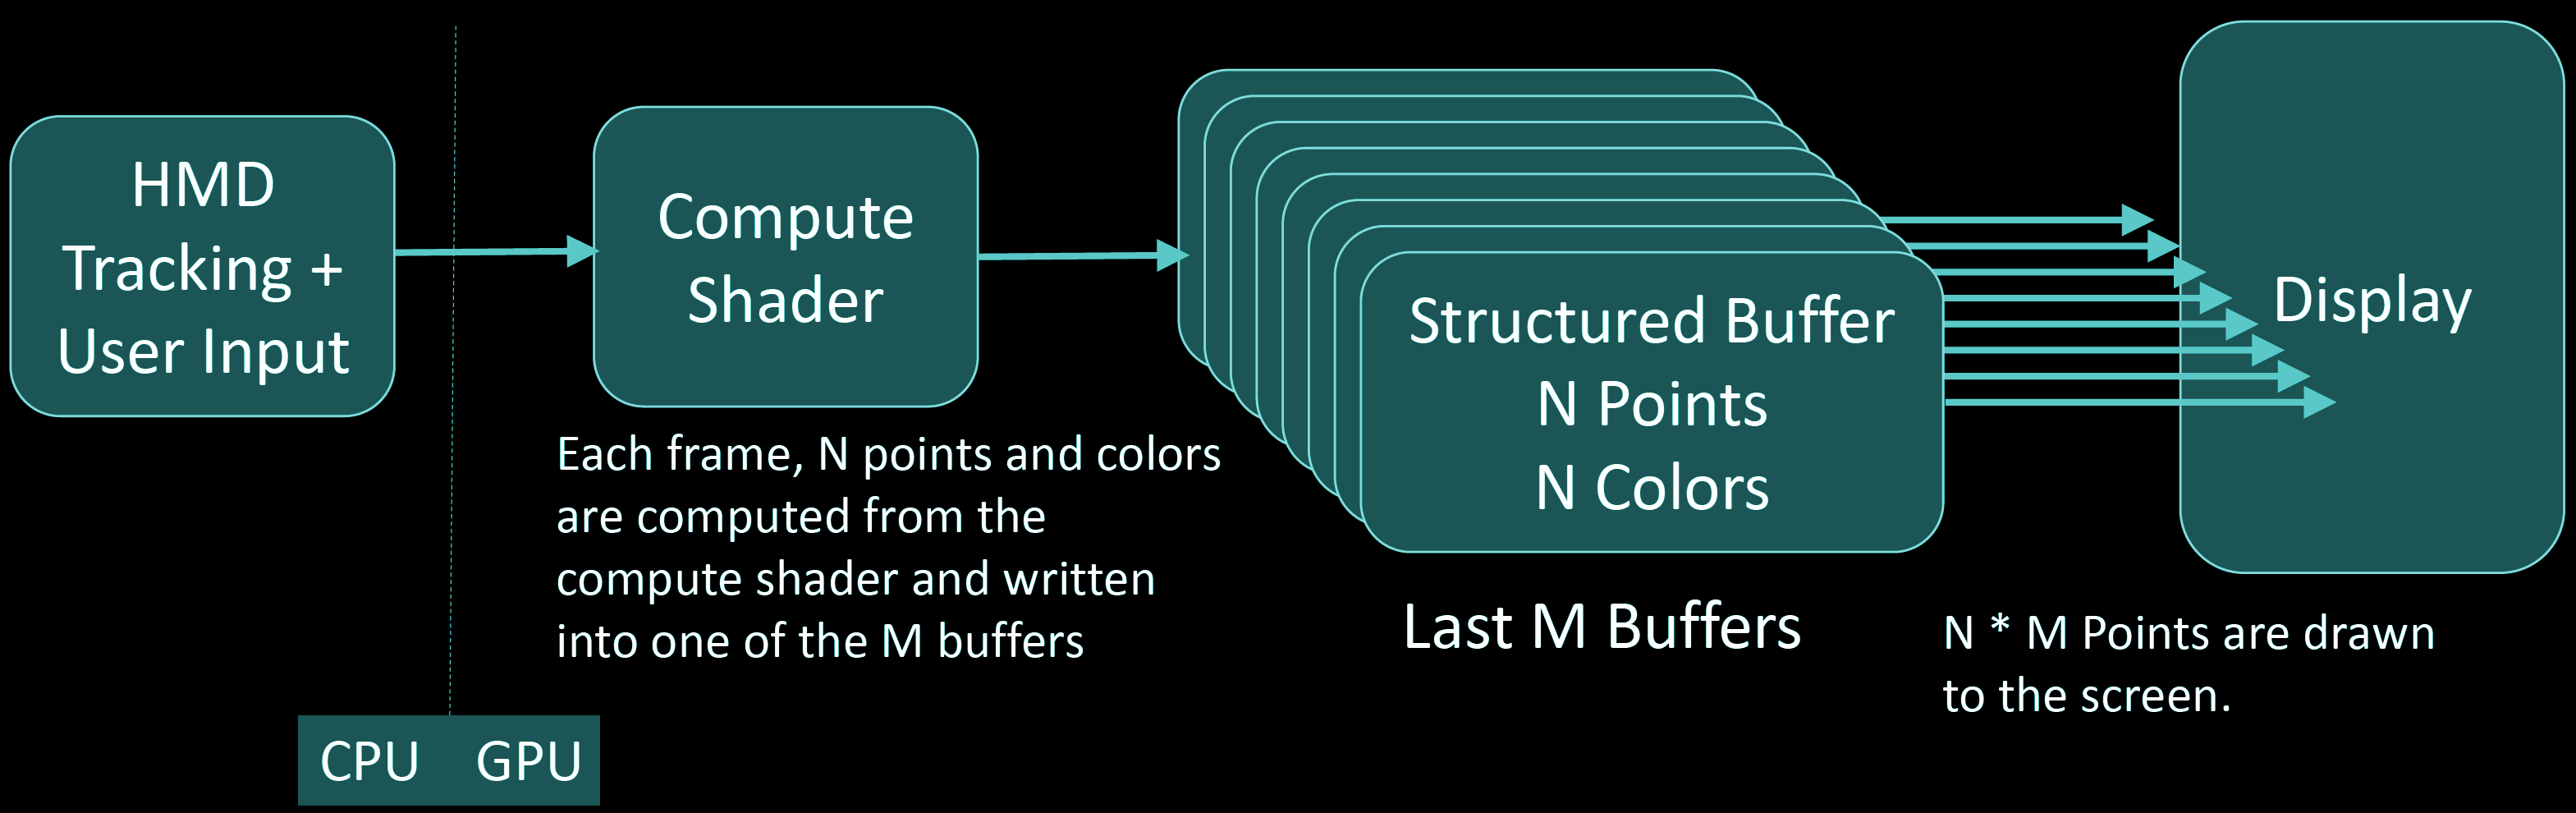 HMD
Tracking +
User Input
CPU
GPU
Compute
Shader
Each frame, N points and colors
are computed from the
compute shader and written
into one of the M buffers
Structured Buffer
N Points
N Colors
Last M Buffers
Display
N * M Points are drawn
to the screen.